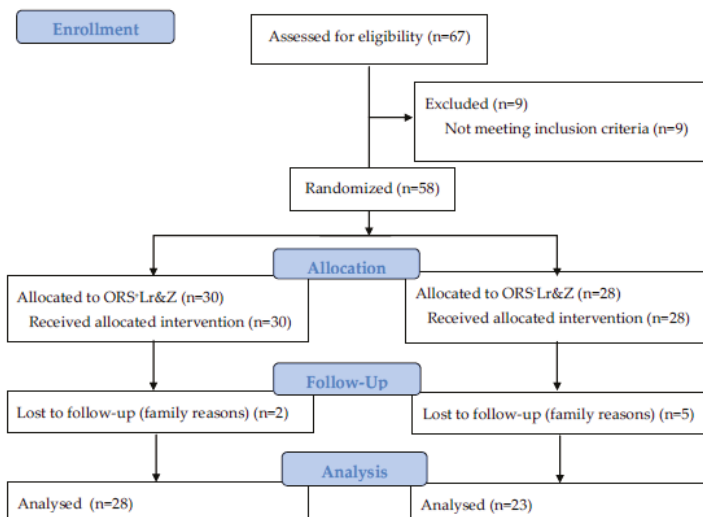 Enrollment
Assessed for eligibility (n=67)
Excluded (n=9)
Not meeting inclusion criteria (n=9)
Randomized (n=58)
Allocation
Allocated to ORS⁺Lr&Z (n=30)
Received allocated intervention (n=30)
Allocated to ORS⁻Lr&Z (n=28)
Received allocated intervention (n=28)
Follow-Up
Lost to follow-up (family reasons) (n=2)
Lost to follow-up (family reasons) (n=5)
Analysis
Analysed (n=28)
Analysed (n=23)